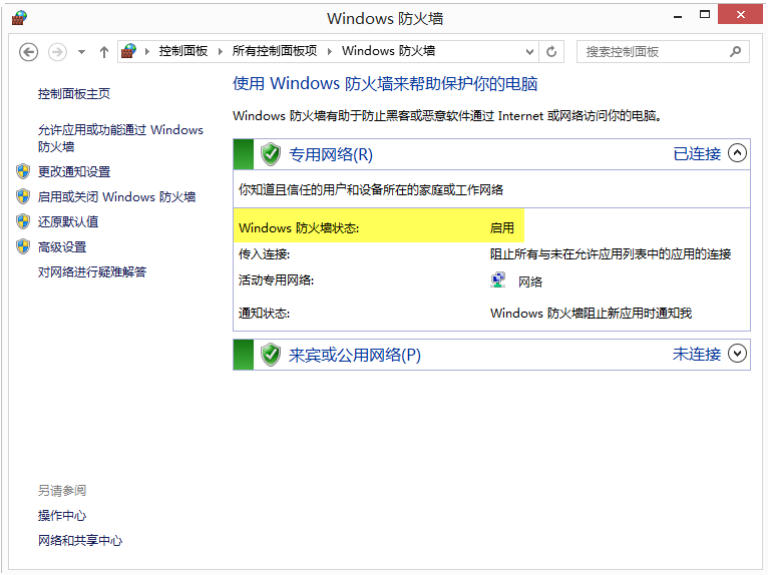 Windows 防火墙
控制面板 所有控制面板项 Windows 防火墙
搜索控制面板
控制面板主页
允许应用或功能通过 Windows
防火墙
更改通知设置
启用或关闭 Windows 防火墙
还原默认值
高级设置
对网络进行疑难解答
使用 Windows 防火墙来帮助保护你的电脑
Windows 防火墙有助于防止黑客或恶意软件通过 Internet 或网络访问你的电脑。
专用网络(R) 已连接
你知道且信任的用户和设备所在的家庭或工作网络
Windows 防火墙状态: 启用
传入连接: 阻止所有与未在允许应用列表中的应用的连接
活动专用网络: 网络
通知状态: Windows 防火墙阻止新应用时通知我
来宾或公用网络(P) 未连接
另请参阅
操作中心
网络和共享中心